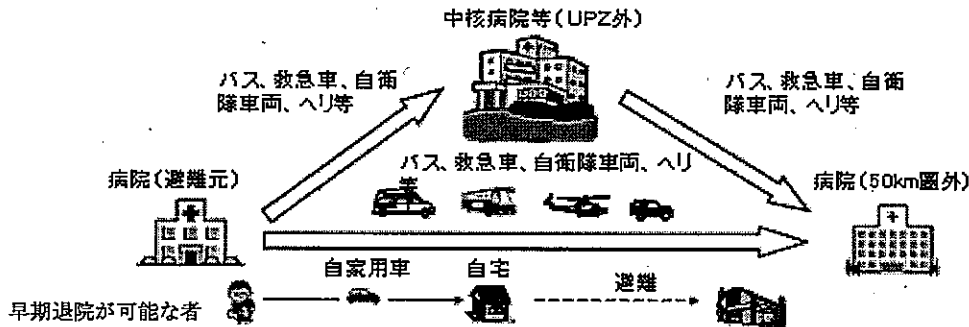 中核病院等(UPZ外)
バス、救急車、自衛
隊車両、ヘリ等
バス、救急車、自衛
隊車両、ヘリ等
バス、救急車、自衛隊車両、ヘリ
等
病院(避難元)
病院(50km圏外)
自家用車
自宅
避難
早期退院が可能な者